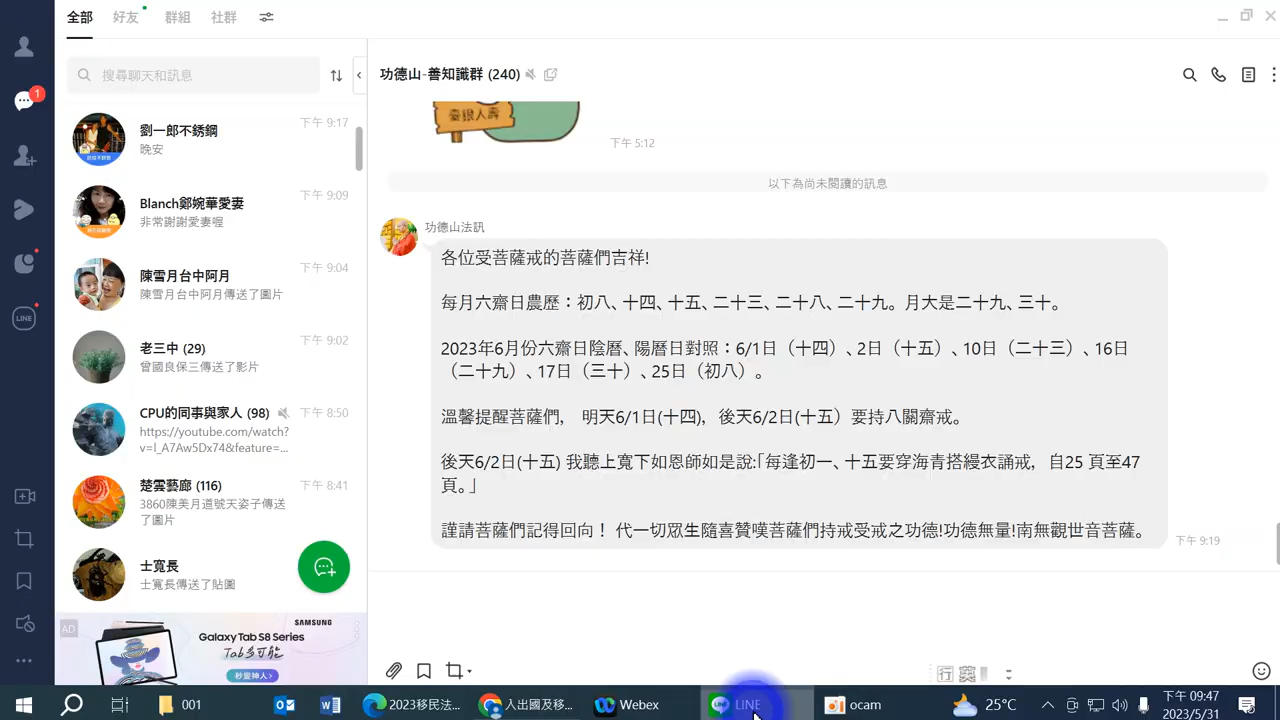 全部 好友 群組 社群
1
搜尋聊天和訊息
劉一郎不銹鋼 下午 9:17
晚安
Blanch鄭婉華愛妻 下午 9:09
非常謝謝愛妻喔
陳雪月台中阿月 下午 9:04
陳雪月台中阿月傳送了圖片
老三中 (29) 下午 9:02
曾國良保三傳送了影片
CPU的同事與家人 (98) 下午 8:50
https://youtube.com/watch?
v=l_A7Aw5Dx74&feature=...
楚雲藝廊 (116) 下午 8:41
3860陳美月道號天姿子傳送
了圖片
士寬長
士寬長傳送了貼圖
LINE
AD
SAMSUNG
Galaxy Tab S8 Series
Tab多可能
秒變神人>
功德山-善知識群 (240)
臺銀人壽
下午 5:12
以下為尚未閱讀的訊息
功德山法訊
各位受菩薩戒的菩薩們吉祥!
每月六齋日農歷：初八、十四、十五、二十三、二十八、二十九。月大是二十九、三十。
2023年6月份六齋日陰曆、陽曆日對照：6/1日（十四）、2日（十五）、10日（二十三）、16日
（二十九）、17日（三十）、25日（初八）。
溫馨提醒菩薩們， 明天6/1日(十四)，後天6/2日(十五）要持八關齋戒。
後天6/2日(十五) 我聽上寬下如恩師如是說:「每逢初一、十五要穿海青搭縵衣誦戒，自25 頁至47
頁。」
謹請菩薩們記得回向！ 代一切眾生隨喜贊嘆菩薩們持戒受戒之功德!功德無量!南無觀世音菩薩。
下午 9:19
001
2023移民法...
入出國及移...
Webex
LINE
ocam
25°C
下午 09:47
2023/5/31